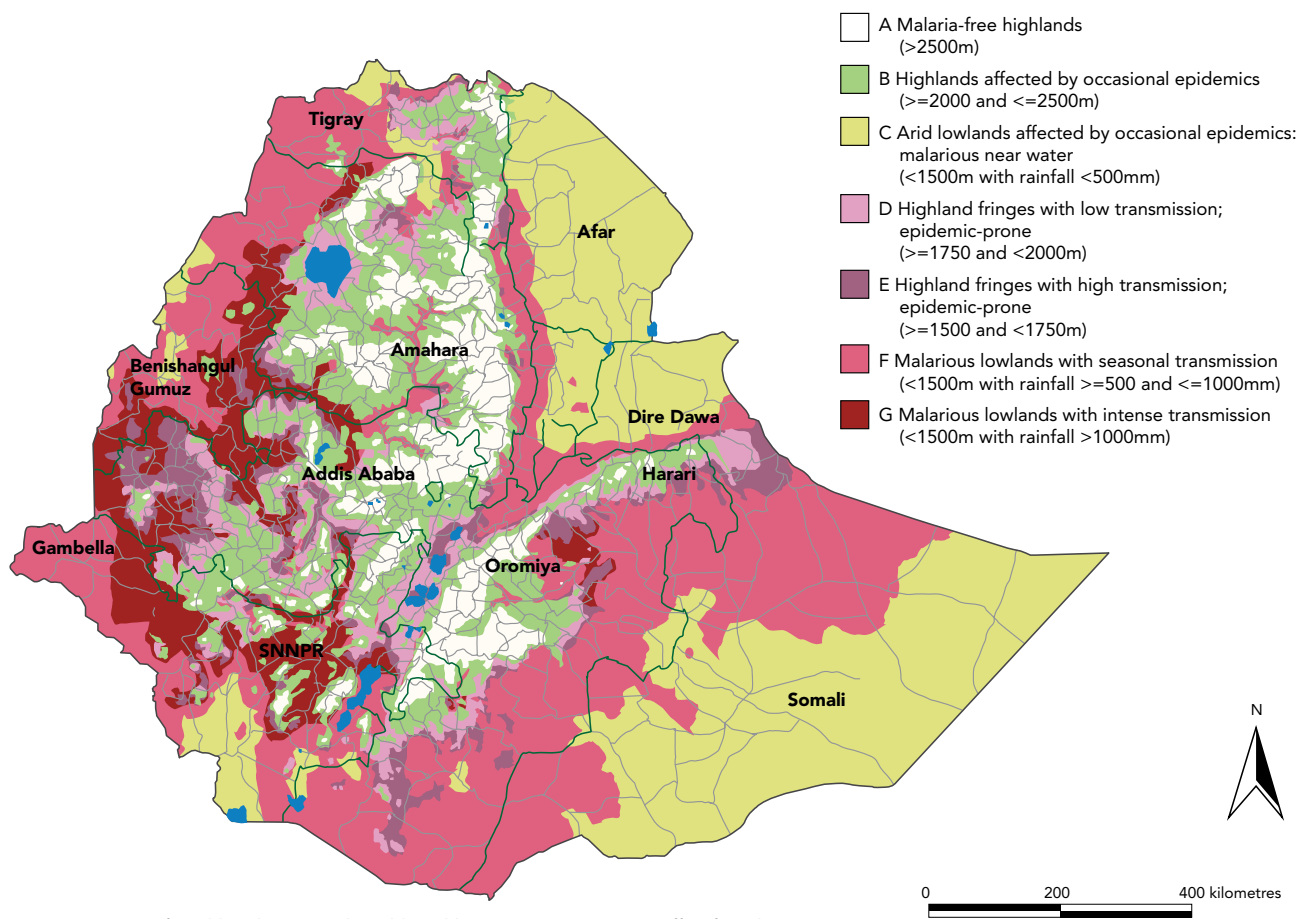 A Malaria-free highlands
(>2500m)
B Highlands affected by occasional epidemics
(>=2000 and <=2500m)
C Arid lowlands affected by occasional epidemics:
malarious near water
(<1500m with rainfall <500mm)
D Highland fringes with low transmission;
epidemic-prone
(>=1750 and <2000m)
E Highland fringes with high transmission;
epidemic-prone
(>=1500 and <1750m)
F Malarious lowlands with seasonal transmission
(<1500m with rainfall >=500 and <=1000mm)
G Malarious lowlands with intense transmission
(<1500m with rainfall >1000mm)
Tigray
Afar
Amahara
Benishangul
Gumuz
Dire Dawa
Addis Ababa
Harari
Gambella
Oromiya
SNNPR
Somali
N
0 200 400 kilometres